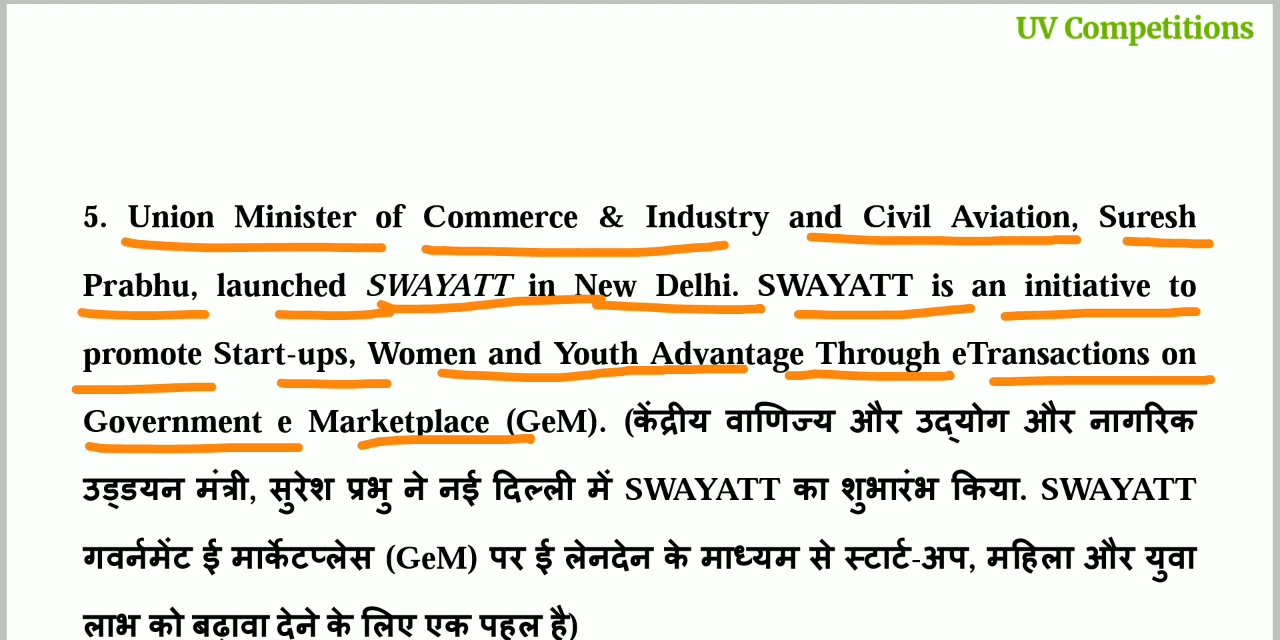 UV Competitions
5. Union Minister of Commerce & Industry and Civil Aviation, Suresh
Prabhu, launched SWAYATT in New Delhi. SWAYATT is an initiative to
promote Start-ups, Women and Youth Advantage Through eTransactions on
Government e Marketplace (GeM). (केंद्रीय वाणिज्य और उद्योग और नागरिक
उड्डयन मंत्री, सुरेश प्रभु ने नई दिल्ली में SWAYATT का शुभारंभ किया. SWAYATT
गवर्नमेंट ई मार्केटप्लेस (GeM) पर ई लेनदेन के माध्यम से स्टार्ट-अप, महिला और युवा
लाभ को बढ़ावा देने के लिए एक पहल है)